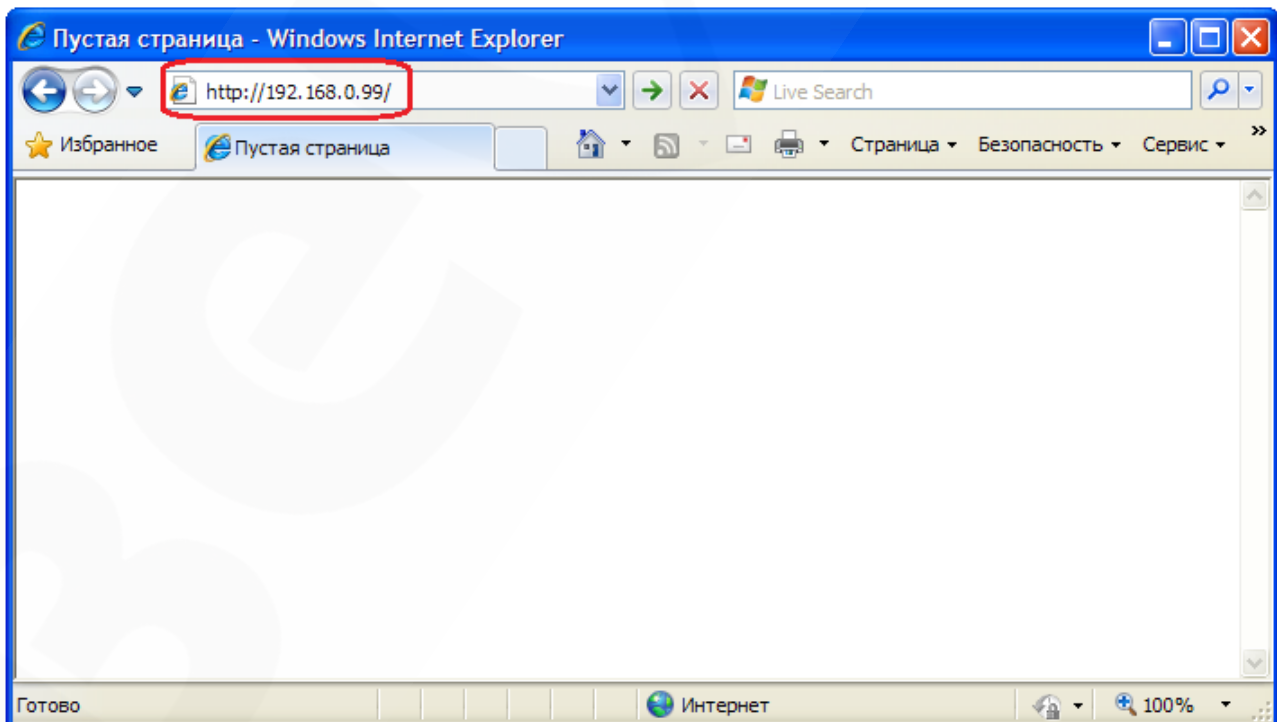 Пустая страница - Windows Internet Explorer
http://192.168.0.99/ Live Search
Избранное Пустая страница Страница Безопасность Сервис »
Готово Интернет 100%